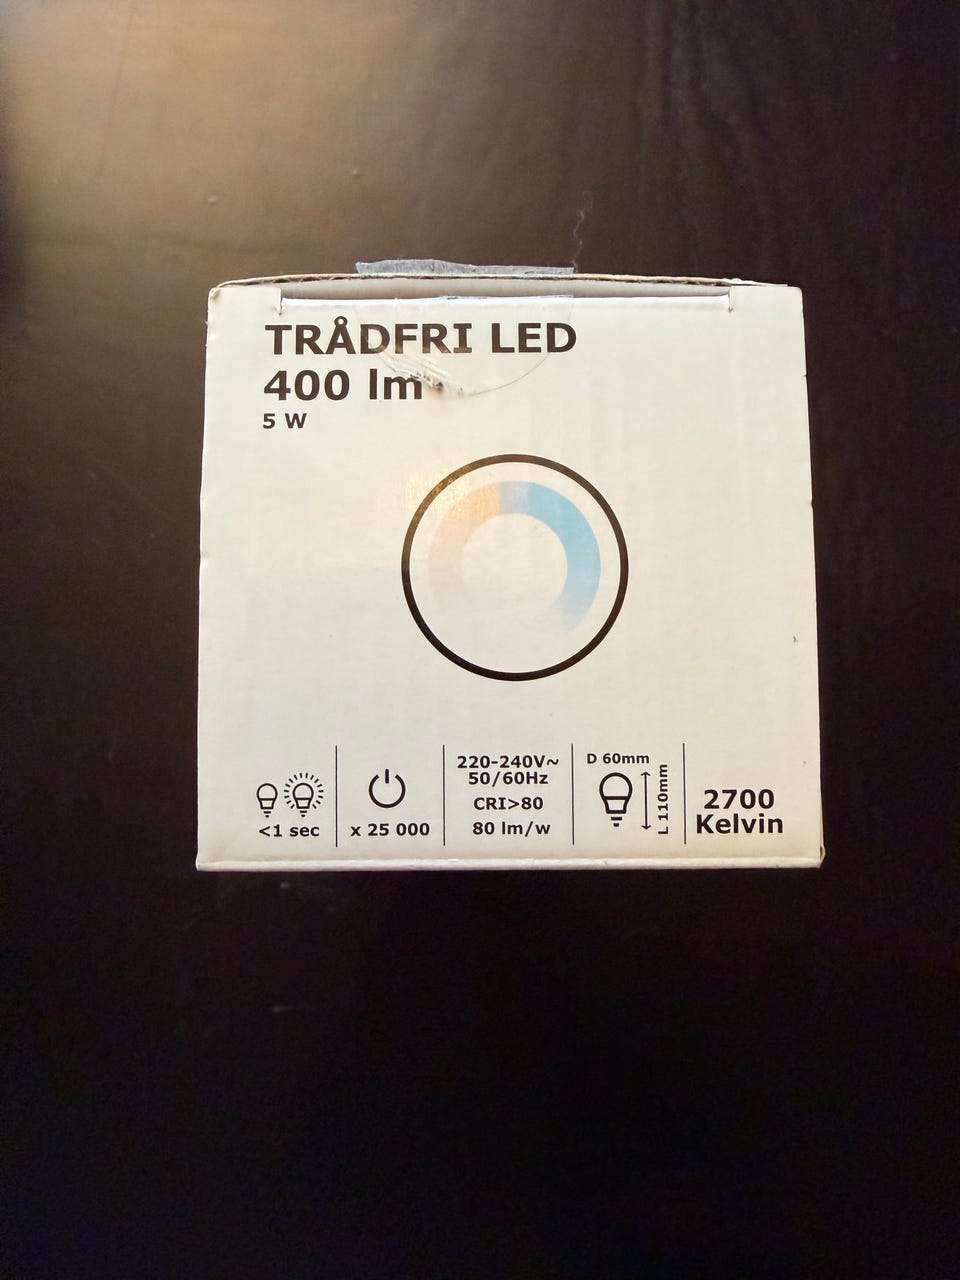 TRÅDFRI LED
400 lm
5 W
<1 sec
x 25 000
220-240V~
50/60Hz
CRI>80
80 lm/w
D 60mm
L 110mm
2700
Kelvin